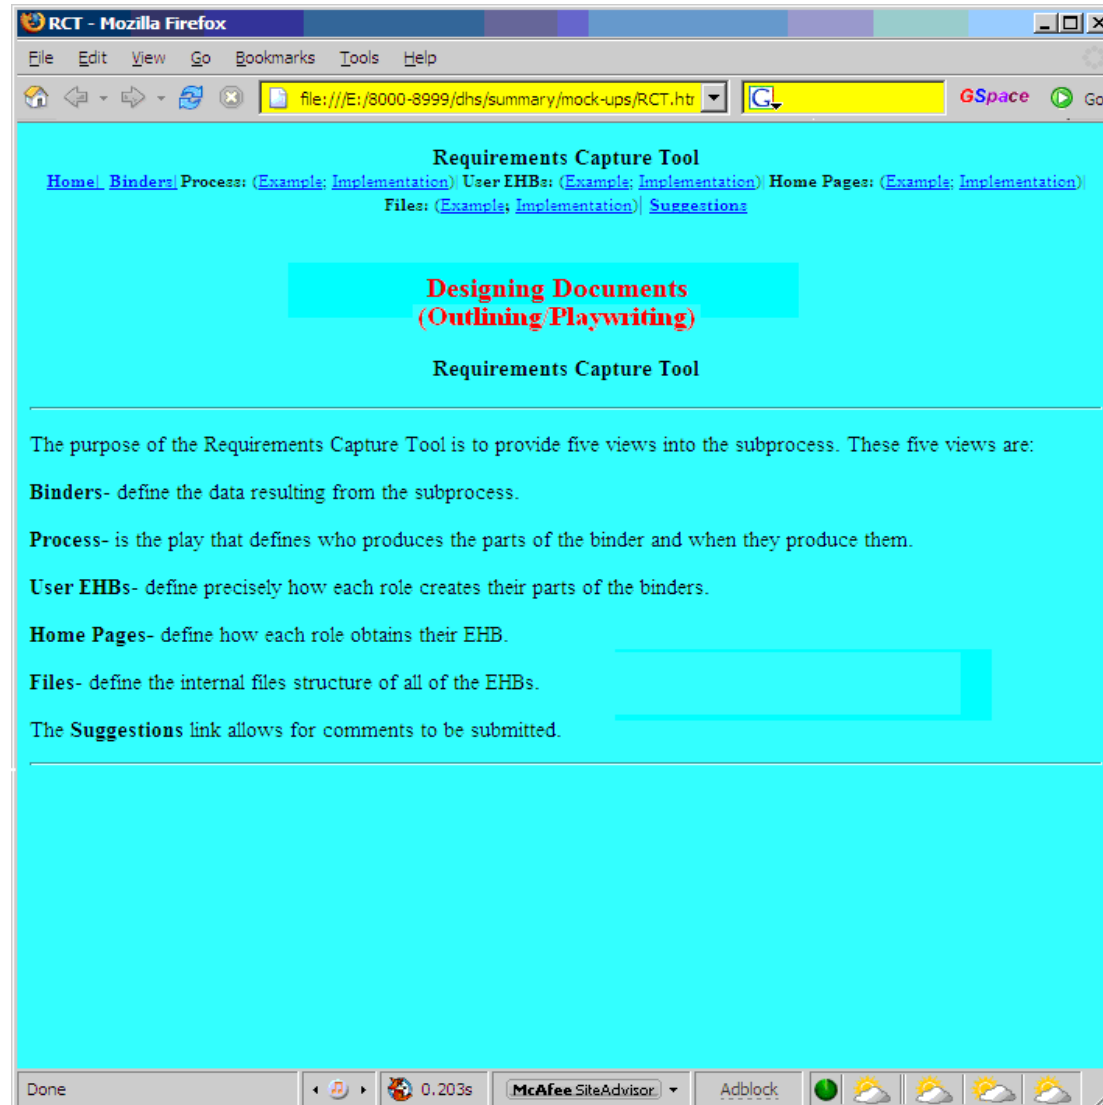 RCT - Mozilla Firefox
File Edit View Go Bookmarks Tools Help
file:///E:/8000-8999/dhs/summary/mock-ups/RCT.htr G GSpace Go
Requirements Capture Tool
Home| Binders| Process: (Example; Implementation)| User EHBs: (Example; Implementation)| Home Pages: (Example; Implementation)|
Files: (Example; Implementation)| Suggestions
Designing Documents
(Outlining/Playwriting)
Requirements Capture Tool
The purpose of the Requirements Capture Tool is to provide five views into the subprocess. These five views are:
Binders- define the data resulting from the subprocess.
Process- is the play that defines who produces the parts of the binder and when they produce them.
User EHBs- define precisely how each role creates their parts of the binders.
Home Pages- define how each role obtains their EHB.
Files- define the internal files structure of all of the EHBs.
The Suggestions link allows for comments to be submitted.
Done 0.203s McAfee SiteAdvisor Adblock